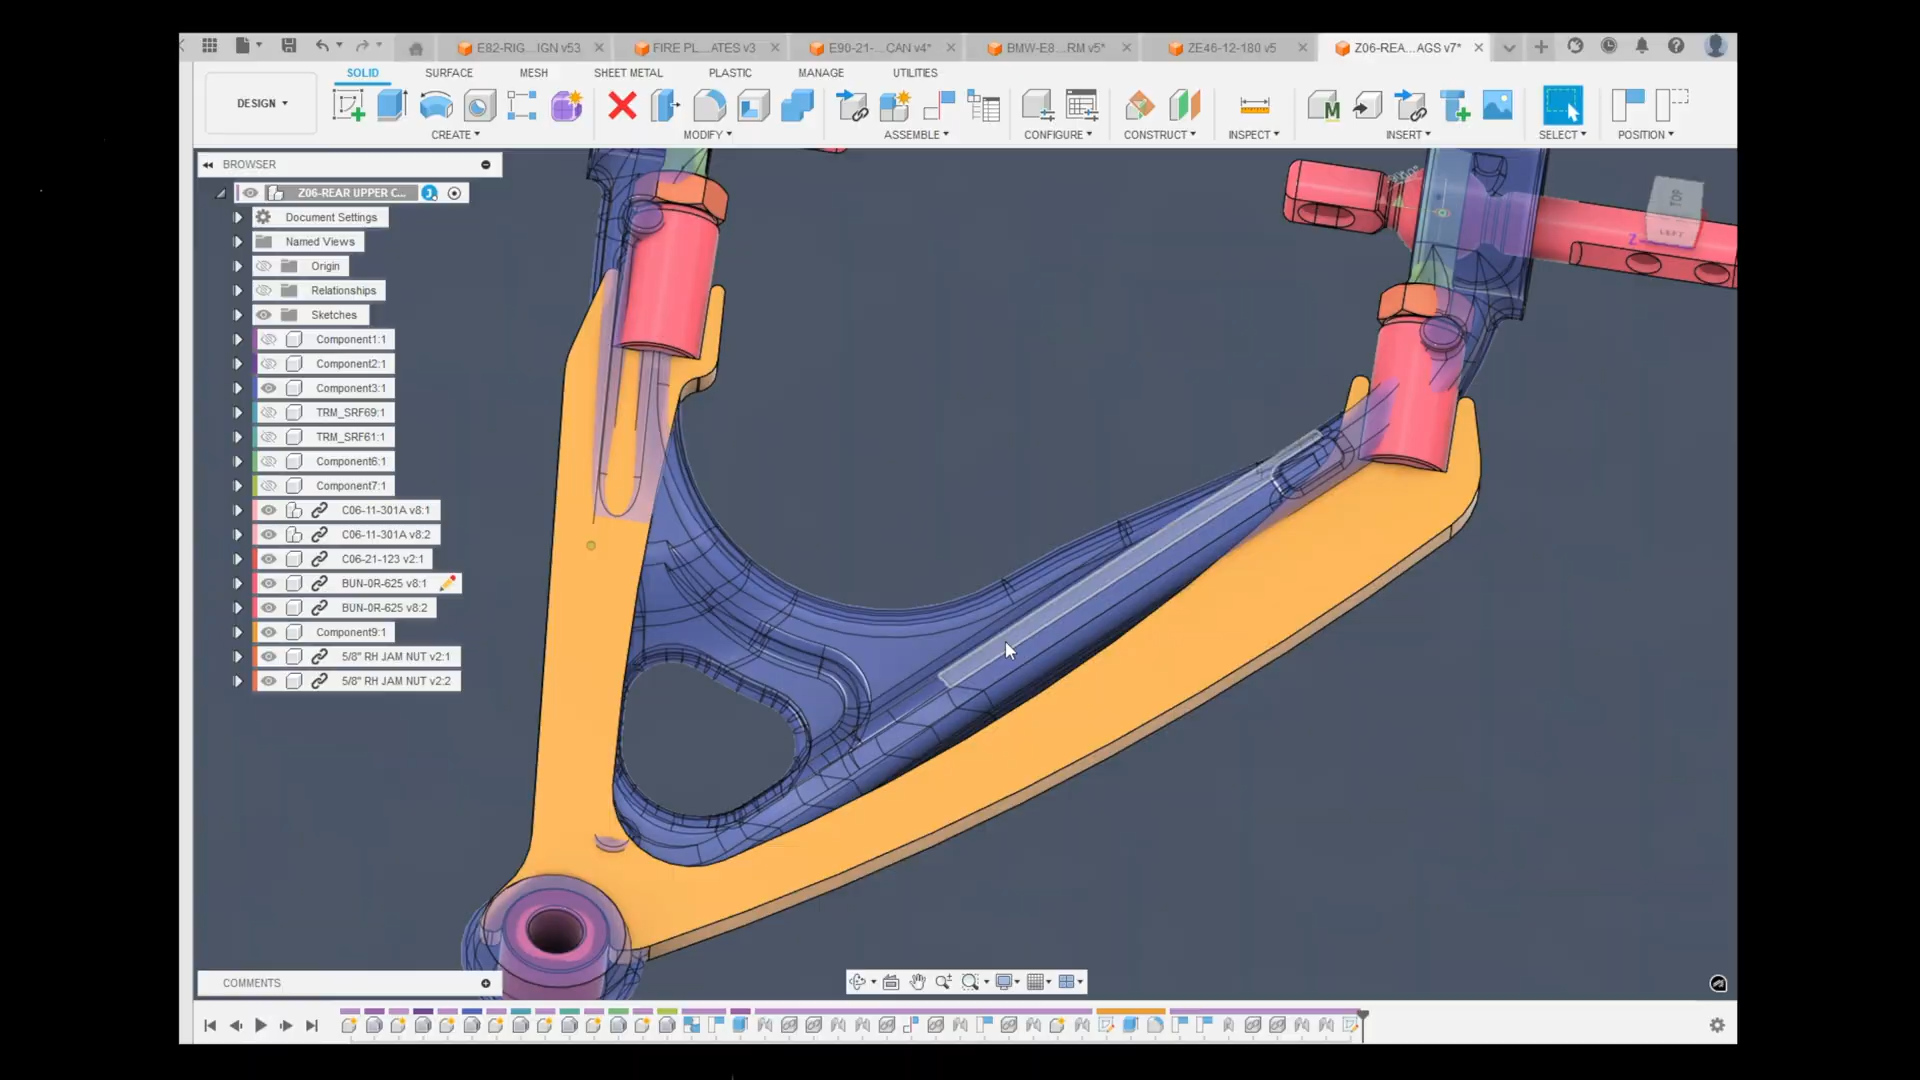 E82-RIG...IGN v53
FIRE PL...ATES v3
E90-21-...CAN v4*
BMW-E8...RM v5*
ZE46-12-180 v5
Z06-REA...AGS v7*
DESIGN
SOLID
SURFACE
MESH
SHEET METAL
PLASTIC
MANAGE
UTILITIES
CREATE
MODIFY
ASSEMBLE
CONFIGURE
CONSTRUCT
INSPECT
INSERT
SELECT
POSITION
BROWSER
Z06-REAR UPPER C...
Document Settings
Named Views
Origin
Relationships
Sketches
Component1:1
Component2:1
Component3:1
TRM_SRF69:1
TRM_SRF61:1
Component6:1
Component7:1
C06-11-301A v8:1
C06-11-301A v8:2
C06-21-123 v2:1
BUN-0R-625 v8:1
BUN-0R-625 v8:2
Component9:1
5/8" RH JAM NUT v2:1
5/8" RH JAM NUT v2:2
TOP
LEFT
Z
COMMENTS